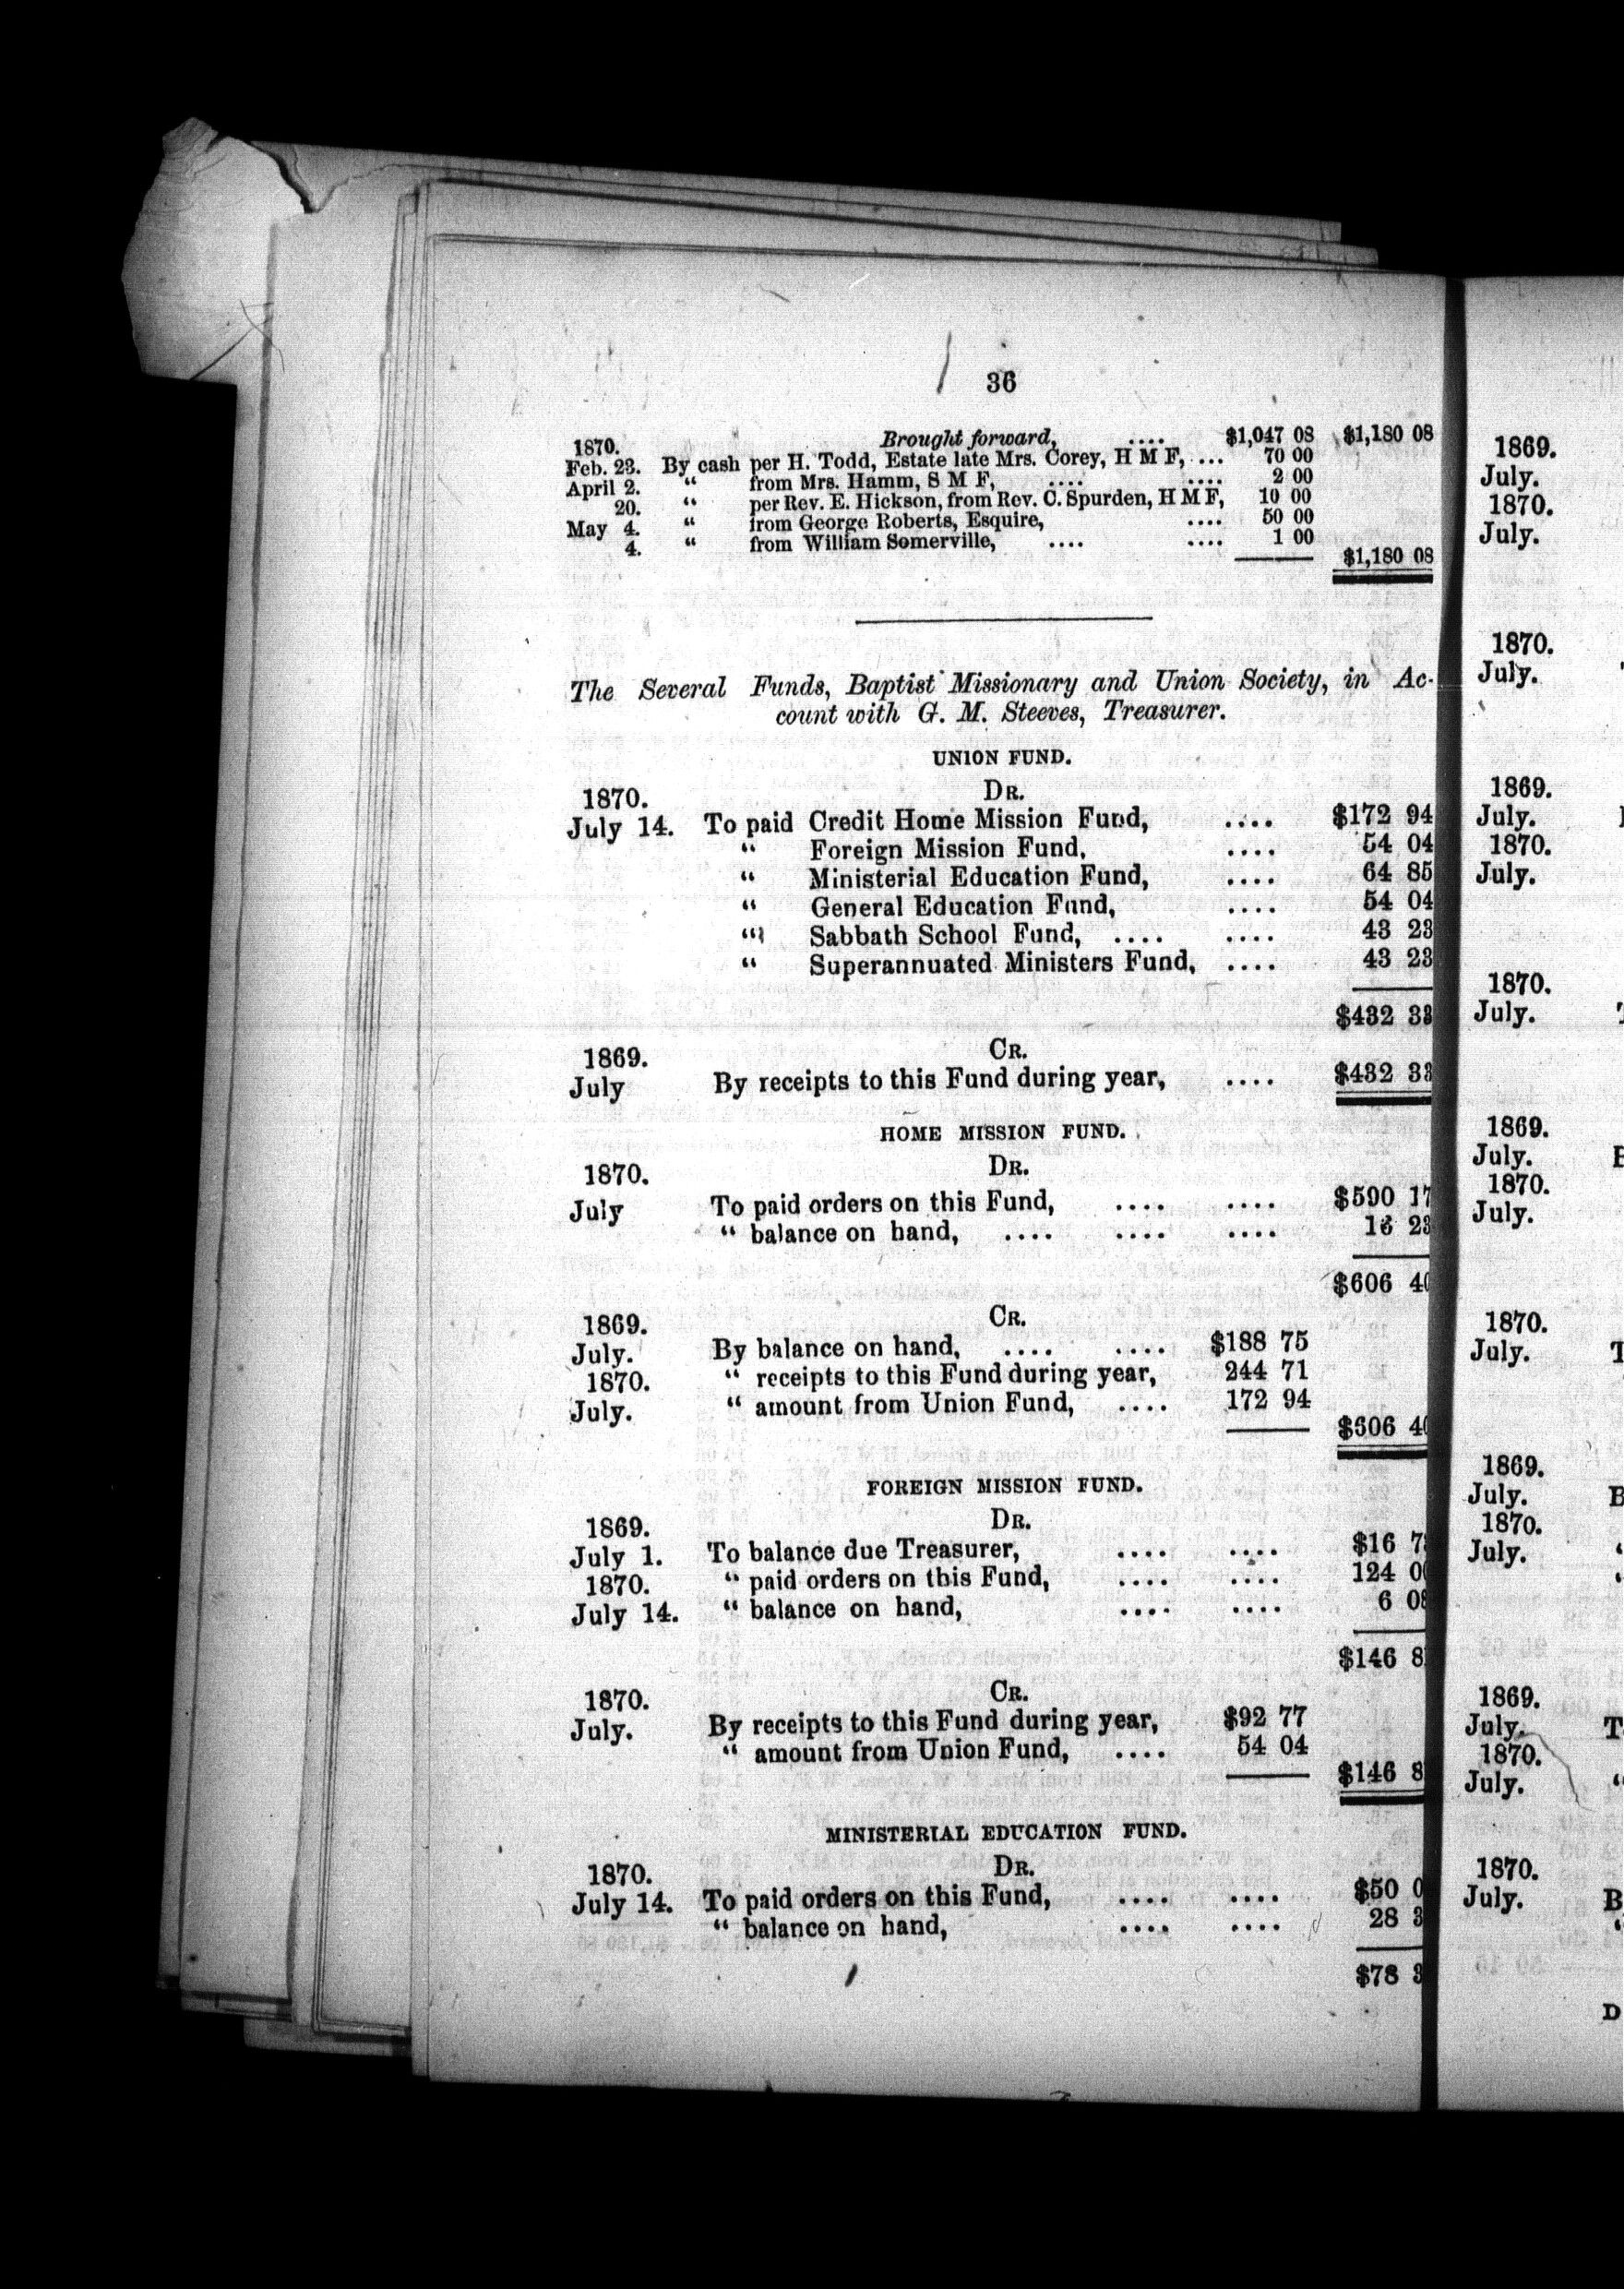 36
Brought forward, .... $1,047 08 $1,180 08
1870.
Feb. 23. By cash per H. Todd, Estate late Mrs. Corey, H M F, ... 70 00
April 2. “ from Mrs. Hamm, S M F, .... .... 2 00
20. “ per Rev. E. Hickson, from Rev. C. Spurden, H M F, 10 00
May 4. “ from George Roberts, Esquire, .... 50 00
4. “ from William Somerville, .... .... 1 00
$1,180 08
The Several Funds, Baptist Missionary and Union Society, in Ac-
count with G. M. Steeves, Treasurer.
UNION FUND.
1870. DR.
July 14. To paid Credit Home Mission Fund, .... $172 94
“ Foreign Mission Fund, .... 54 04
“ Ministerial Education Fund, .... 64 85
“ General Education Fund, .... 54 04
“ Sabbath School Fund, .... .... 43 23
“ Superannuated Ministers Fund, .... 43 23
$432 33
1869. CR.
July By receipts to this Fund during year, .... $432 33
HOME MISSION FUND.
1870. DR.
July To paid orders on this Fund, .... .... $590 17
“ balance on hand, .... .... .... 16 23
$606 40
1869. CR.
July. By balance on hand, .... .... $188 75
1870. “ receipts to this Fund during year, 244 71
July. “ amount from Union Fund, .... 172 94
$606 40
FOREIGN MISSION FUND.
1869. DR.
July 1. To balance due Treasurer, .... .... $16 7
1870. “ paid orders on this Fund, .... .... 124 00
July 14. “ balance on hand, .... .... 6 08
$146 8
1870. CR.
July. By receipts to this Fund during year, $92 77
“ amount from Union Fund, .... 54 04
$146 8
MINISTERIAL EDUCATION FUND.
1870. DR.
July 14. To paid orders on this Fund, .... .... $50 0
“ balance on hand, .... .... 28 3
$78 3
1869.
July.
1870.
July.
1870.
July.
1869.
July.
1870.
July.
1870.
July.
1869.
July.
1870.
July.
1870.
July.
1869.
July.
1870.
July.
1869.
July.
1870.
July.
1870.
July.